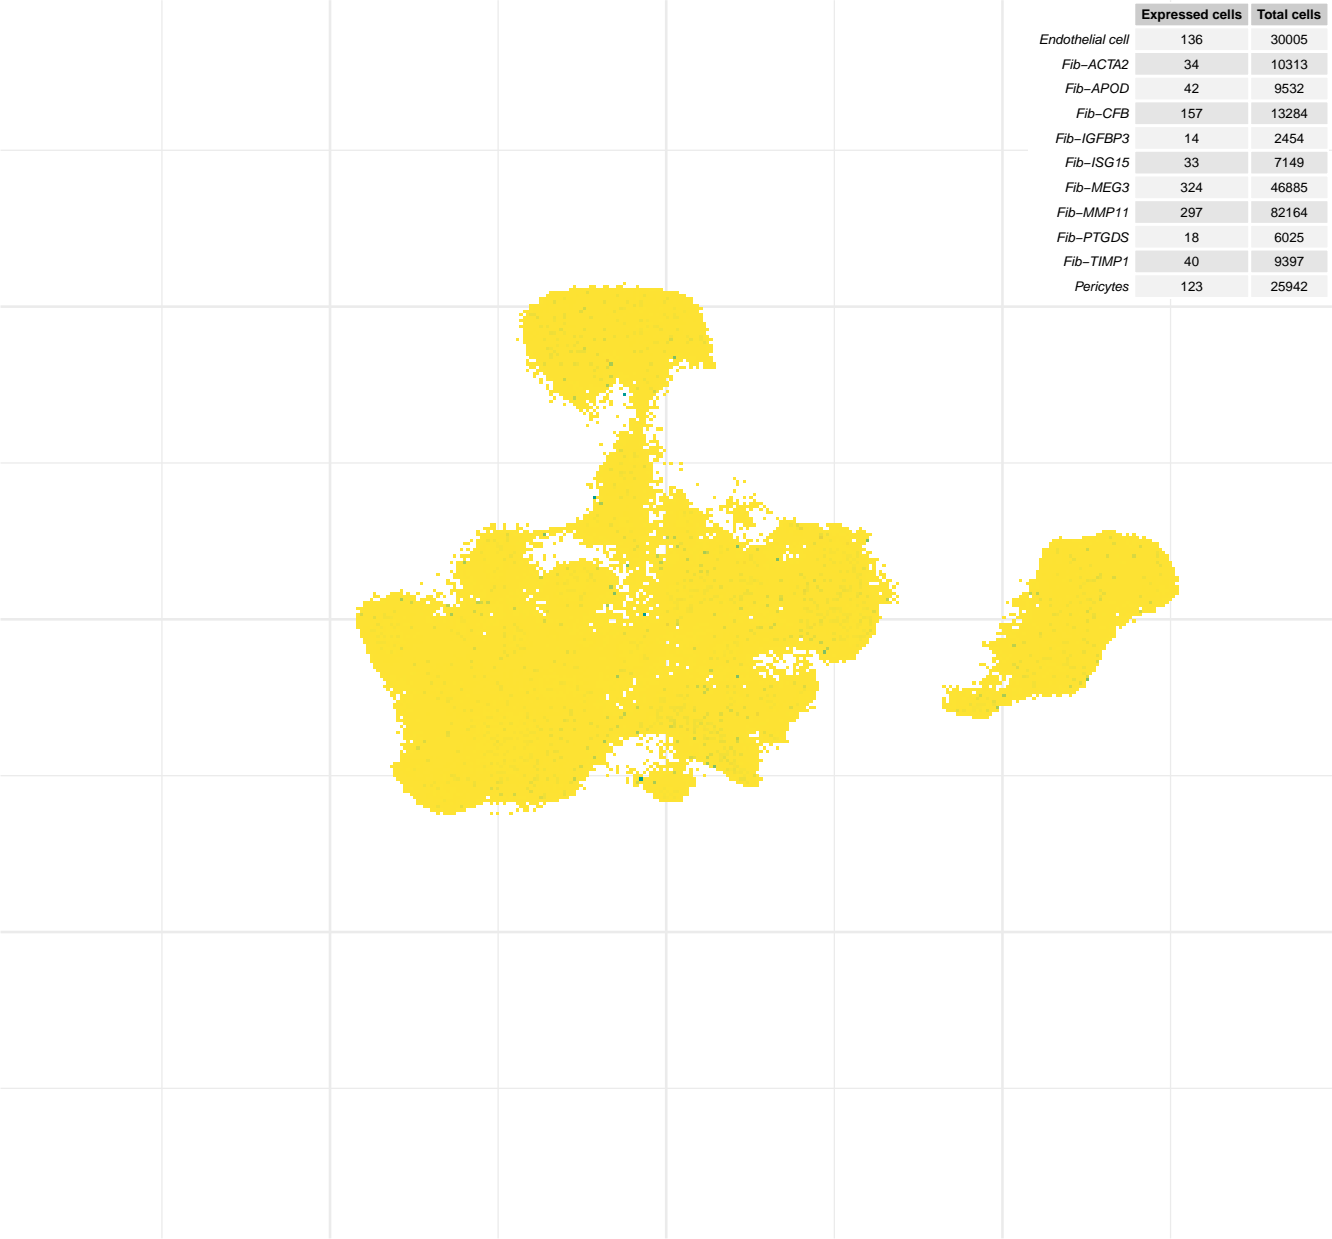 Expressed cells Total cells
Endothelial cell 136 30005
Fib−ACTA2 34 10313
Fib−APOD 42 9532
Fib−CFB 157 13284
Fib−IGFBP3 14 2454
Fib−ISG15 33 7149
Fib−MEG3 324 46885
Fib−MMP11 297 82164
Fib−PTGDS 18 6025
Fib−TIMP1 40 9397
Pericytes 123 25942